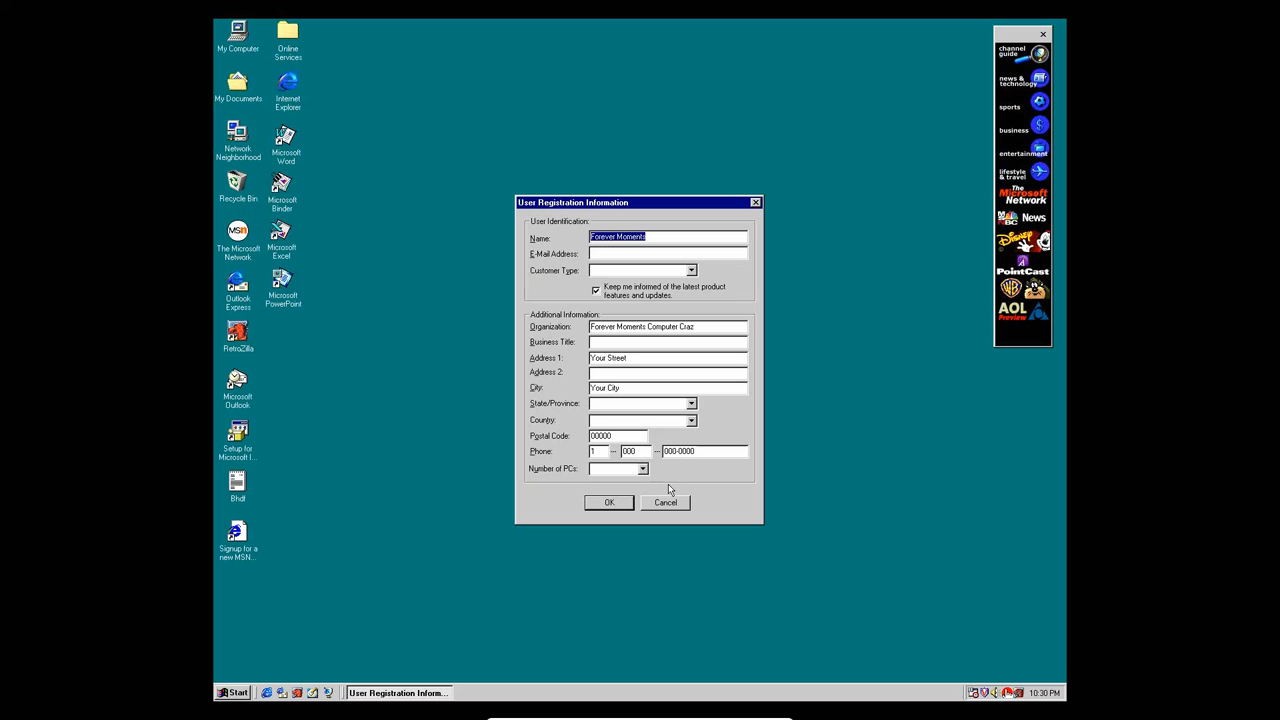 My Computer
Online
Services
My Documents
Internet
Explorer
Network
Neighborhood
Microsoft
Word
Recycle Bin
Microsoft
Binder
The Microsoft
Network
Microsoft
Excel
Outlook
Express
Microsoft
PowerPoint
RetroZilla
Microsoft
Outlook
Setup for
Microsoft I...
Bhdf
Signup for a
new MSN...
User Registration Information
User Identification:
Name: Forever Moments
E-Mail Address:
Customer Type:
Keep me informed of the latest product
features and updates.
Additional Information:
Organization: Forever Moments Computer Craz
Business Title:
Address 1: Your Street
Address 2:
City: Your City
State/Province:
Country:
Postal Code: 00000
Phone: 1 ... 000 ... 000-0000
Number of PCs:
OK Cancel
channel
guide
news &
technology
sports
business
entertainment
lifestyle
& travel
The
Microsoft
Network
News
Disney
PointCast
WB
AOL
Preview
Start User Registration Inform... 10:30 PM